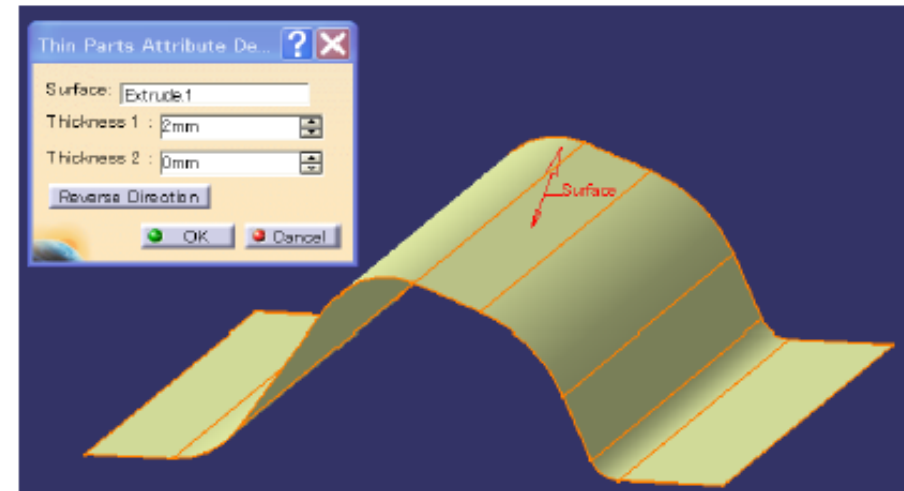 Thin Parts Attribute De...
Surface: Extrude.1
Thickness 1 : 2mm
Thickness 2 : 0mm
Reverse Direction
OK Cancel
Surface